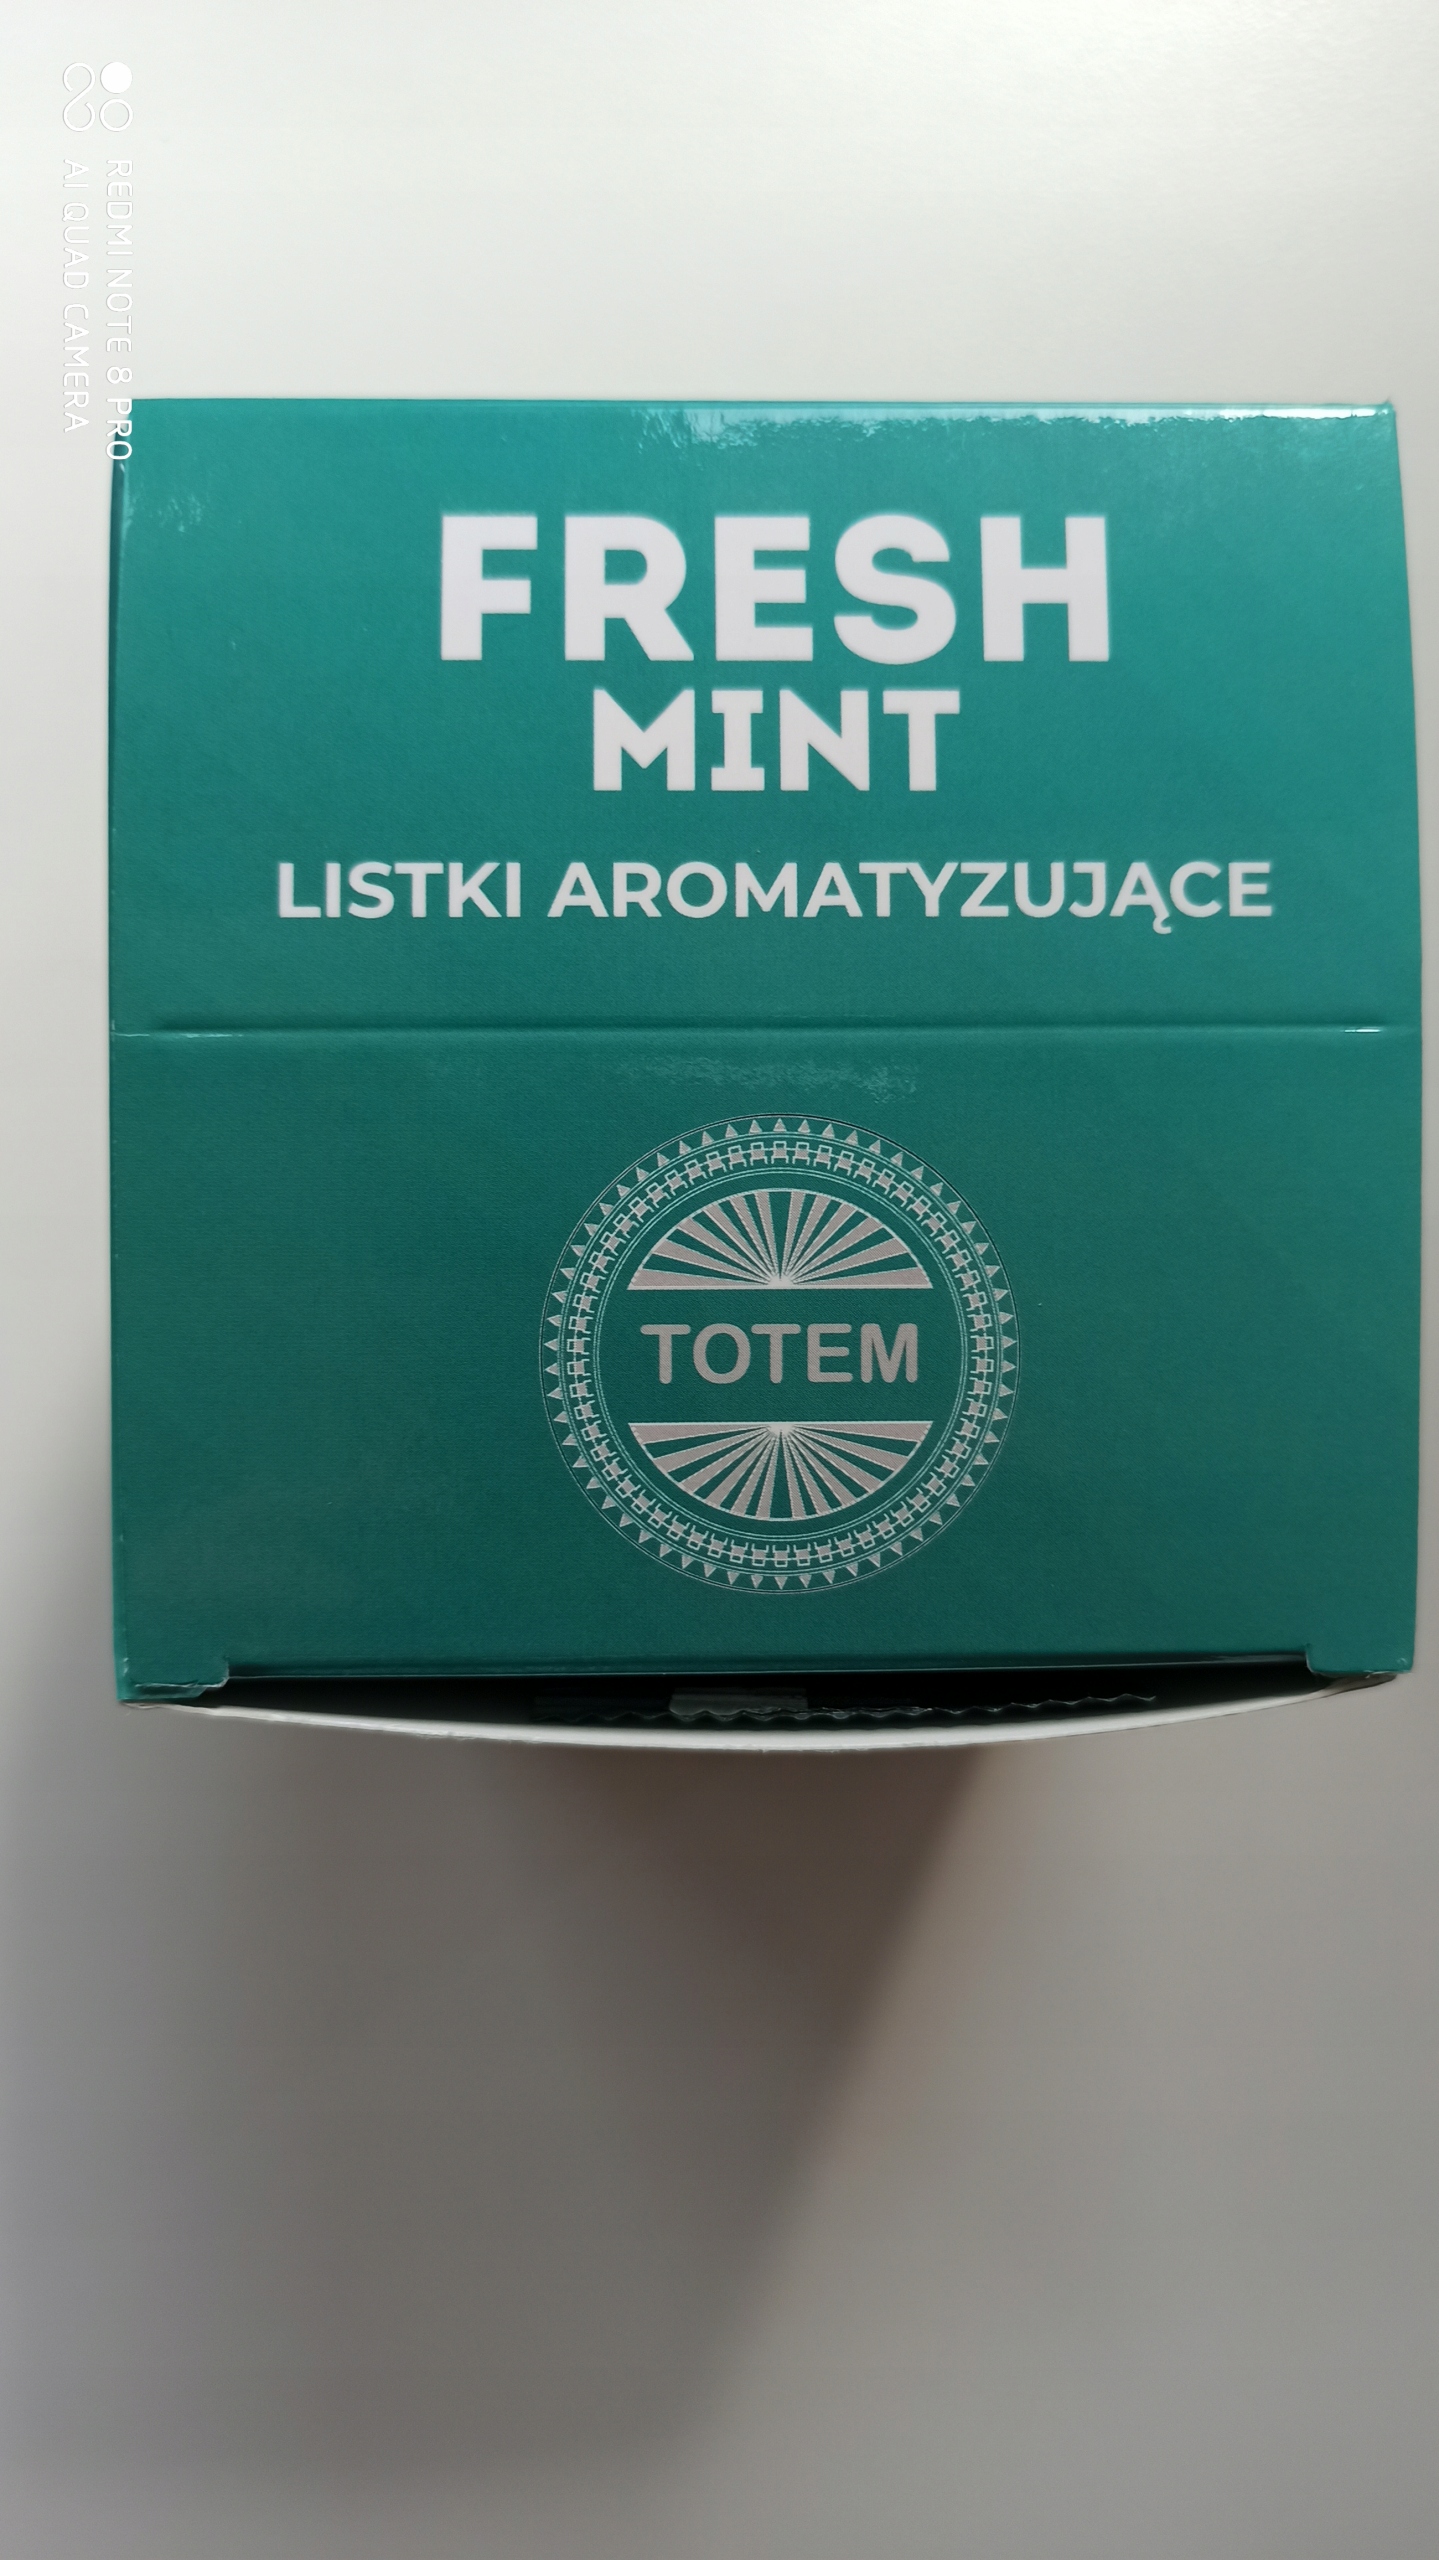 REDMI NOTE 8 PRO
AI QUAD CAMERA
FRESH
MINT
LISTKI AROMATYZUJĄCE
TOTEM